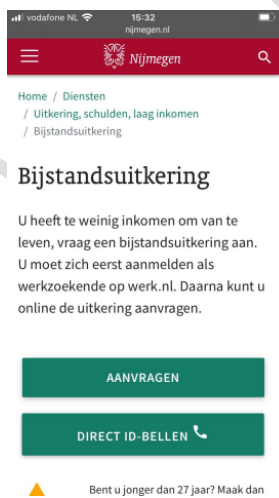 vodafone NL 15:32
nijmegen.nl
Nijmegen
Home / Diensten
/ Uitkering, schulden, laag inkomen
/ Bijstandsuitkering
Bijstandsuitkering
U heeft te weinig inkomen om van te
leven, vraag een bijstandsuitkering aan.
U moet zich eerst aanmelden als
werkzoekende op werk.nl. Daarna kunt u
online de uitkering aanvragen.
AANVRAGEN
DIRECT ID-BELLEN
Bent u jonger dan 27 jaar? Maak dan